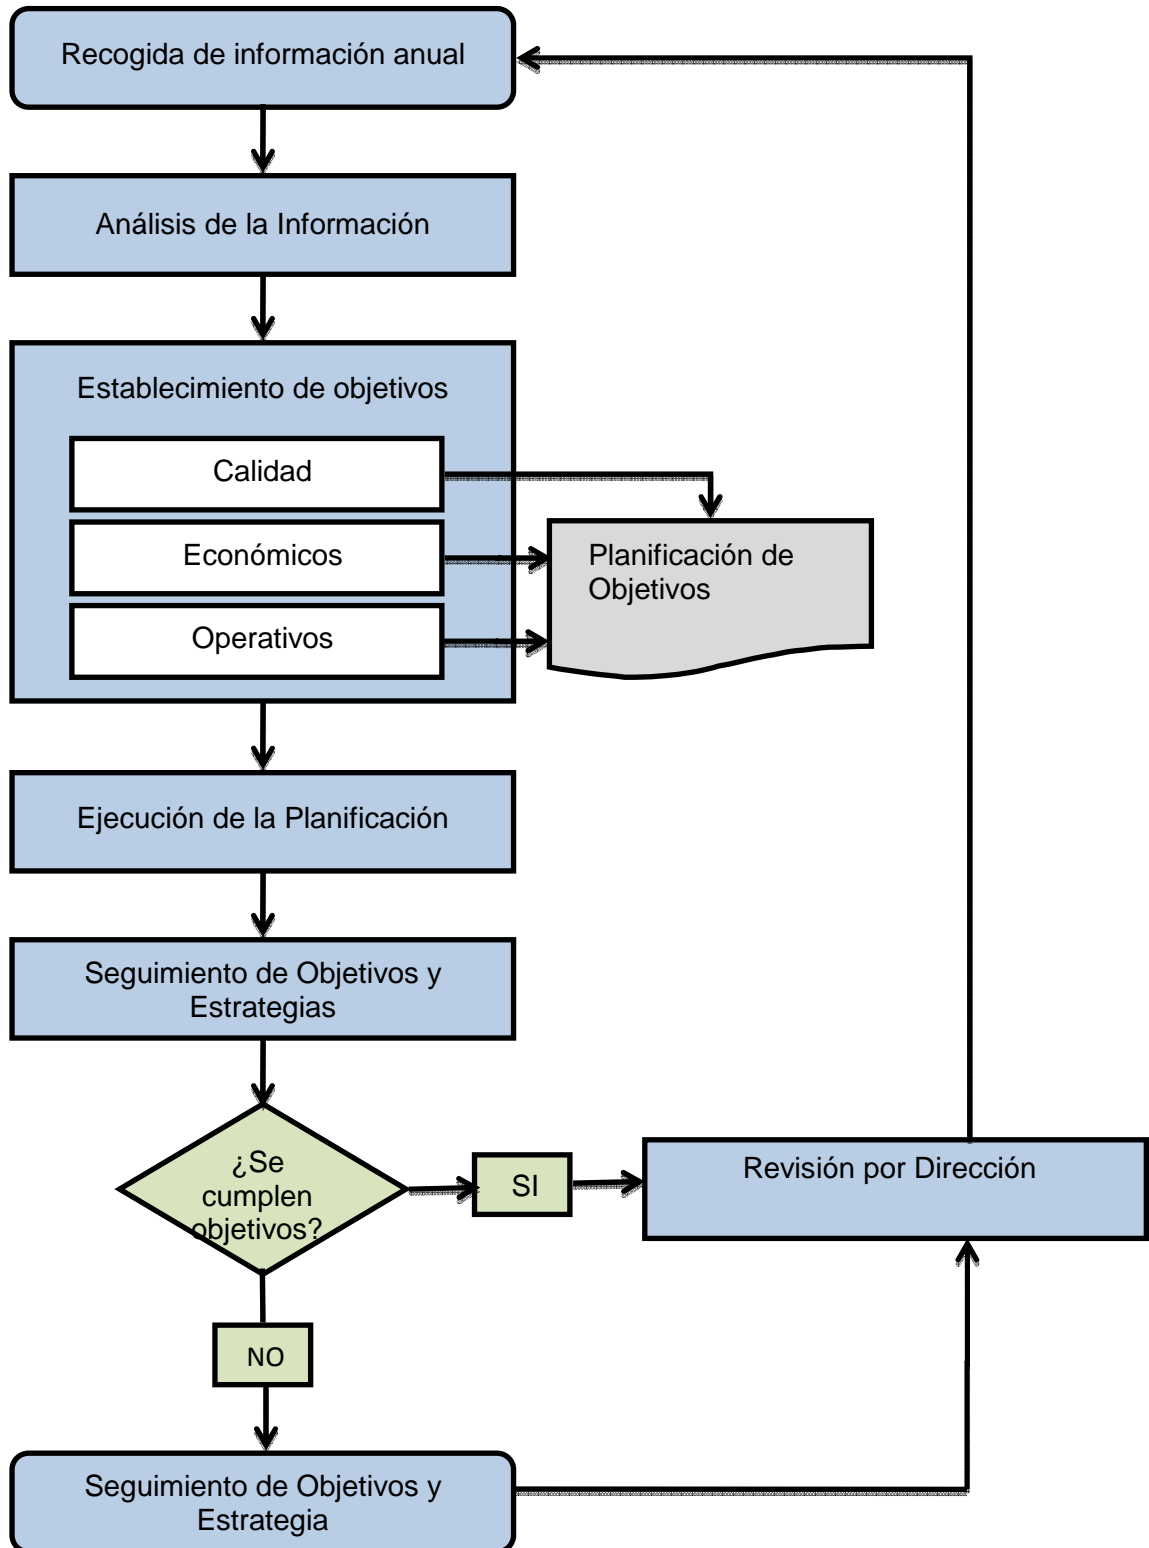 Recogida de información anual
Análisis de la Información
Establecimiento de objetivos
Calidad
Económicos
Operativos
Planificación de
Objetivos
Ejecución de la Planificación
Seguimiento de Objetivos y
Estrategias
¿Se
cumplen
objetivos?
SI
Revisión por Dirección
NO
Seguimiento de Objetivos y
Estrategia